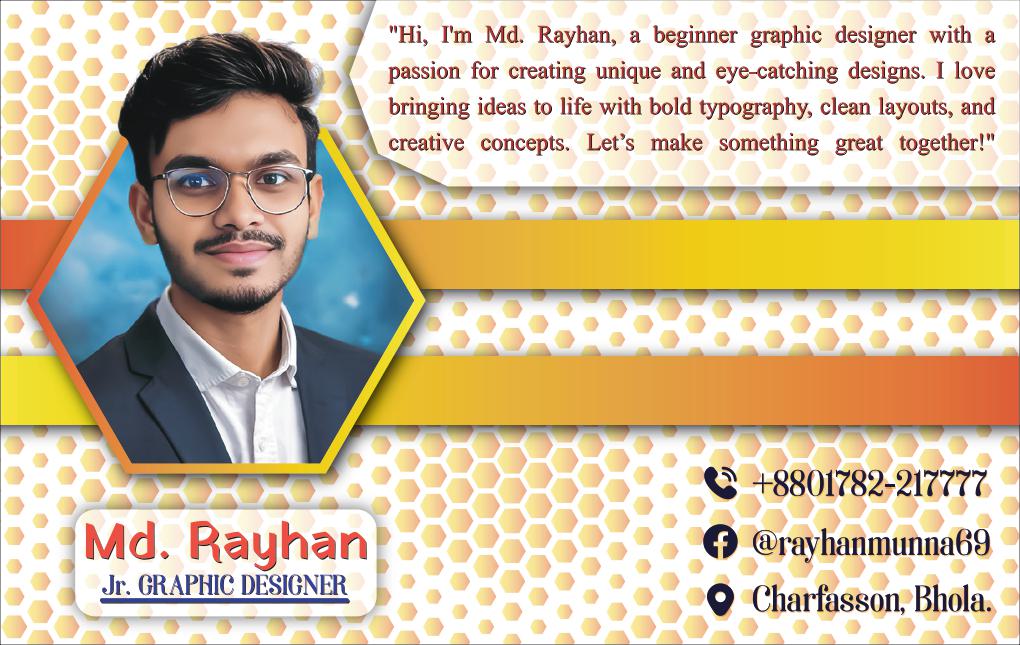 "Hi, I'm Md. Rayhan, a beginner graphic designer with a
passion for creating unique and eye-catching designs. I love
bringing ideas to life with bold typography, clean layouts, and
creative concepts. Let’s make something great together!"
Md. Rayhan
Jr. GRAPHIC DESIGNER
+8801782-217777
@rayhanmunna69
Charfasson, Bhola.